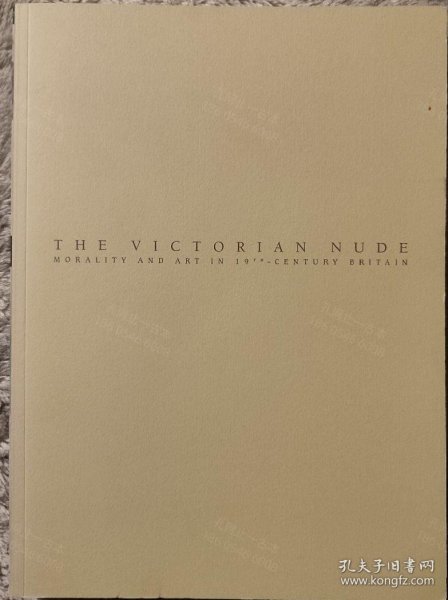 THE VICTORIAN NUDE
MORALITY AND ART IN 19TH-CENTURY BRITAIN
孔夫子旧书网
www.kongfz.com